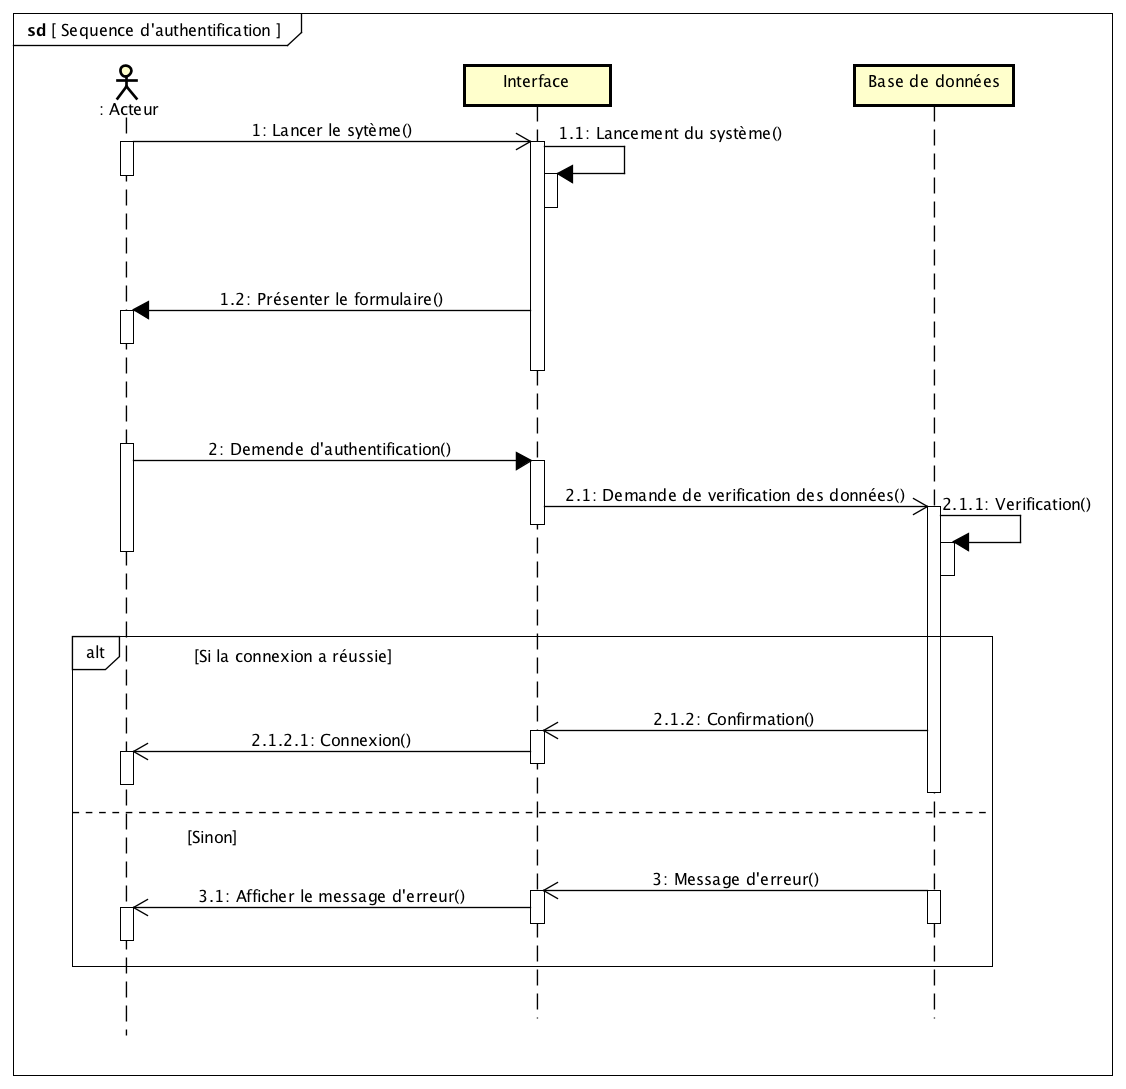 sd [ Sequence d'authentification ]
: Acteur
Interface
Base de données
1: Lancer le sytème()
1.1: Lancement du système()
1.2: Présenter le formulaire()
2: Demende d'authentification()
2.1: Demande de verification des données()
2.1.1: Verification()
alt
[Si la connexion a réussie]
2.1.2: Confirmation()
2.1.2.1: Connexion()
[Sinon]
3: Message d'erreur()
3.1: Afficher le message d'erreur()